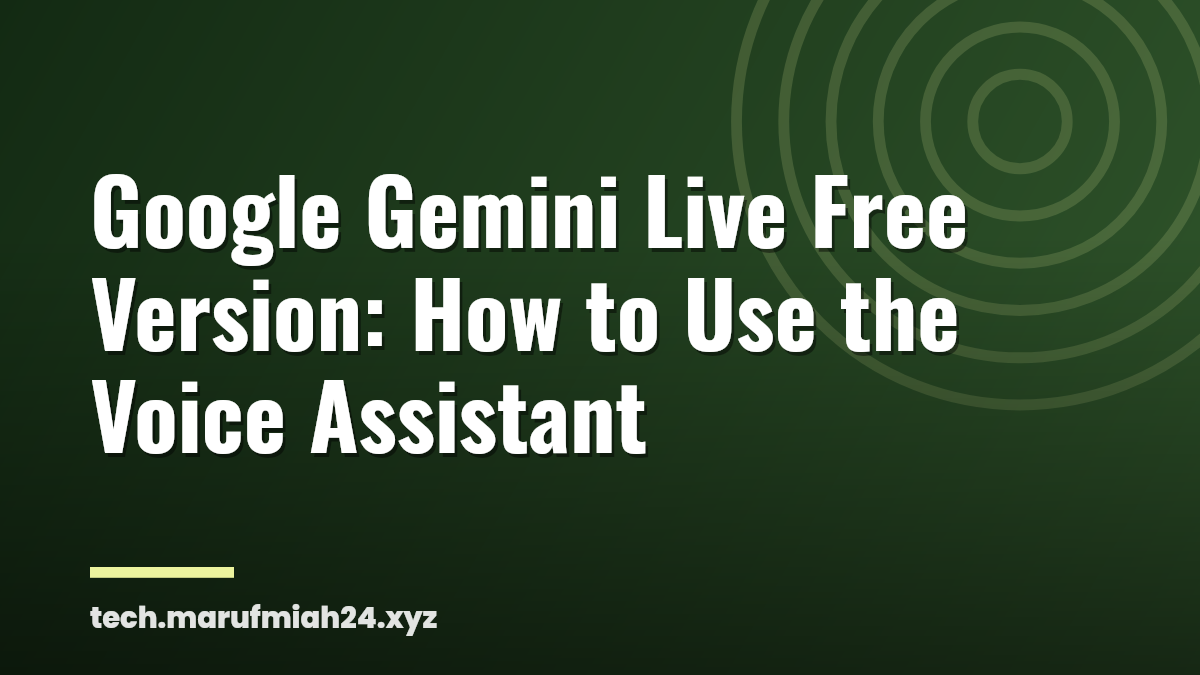 Google Gemini Live Free
Version: How to Use the
Voice Assistant
tech.marufmiah24.xyz